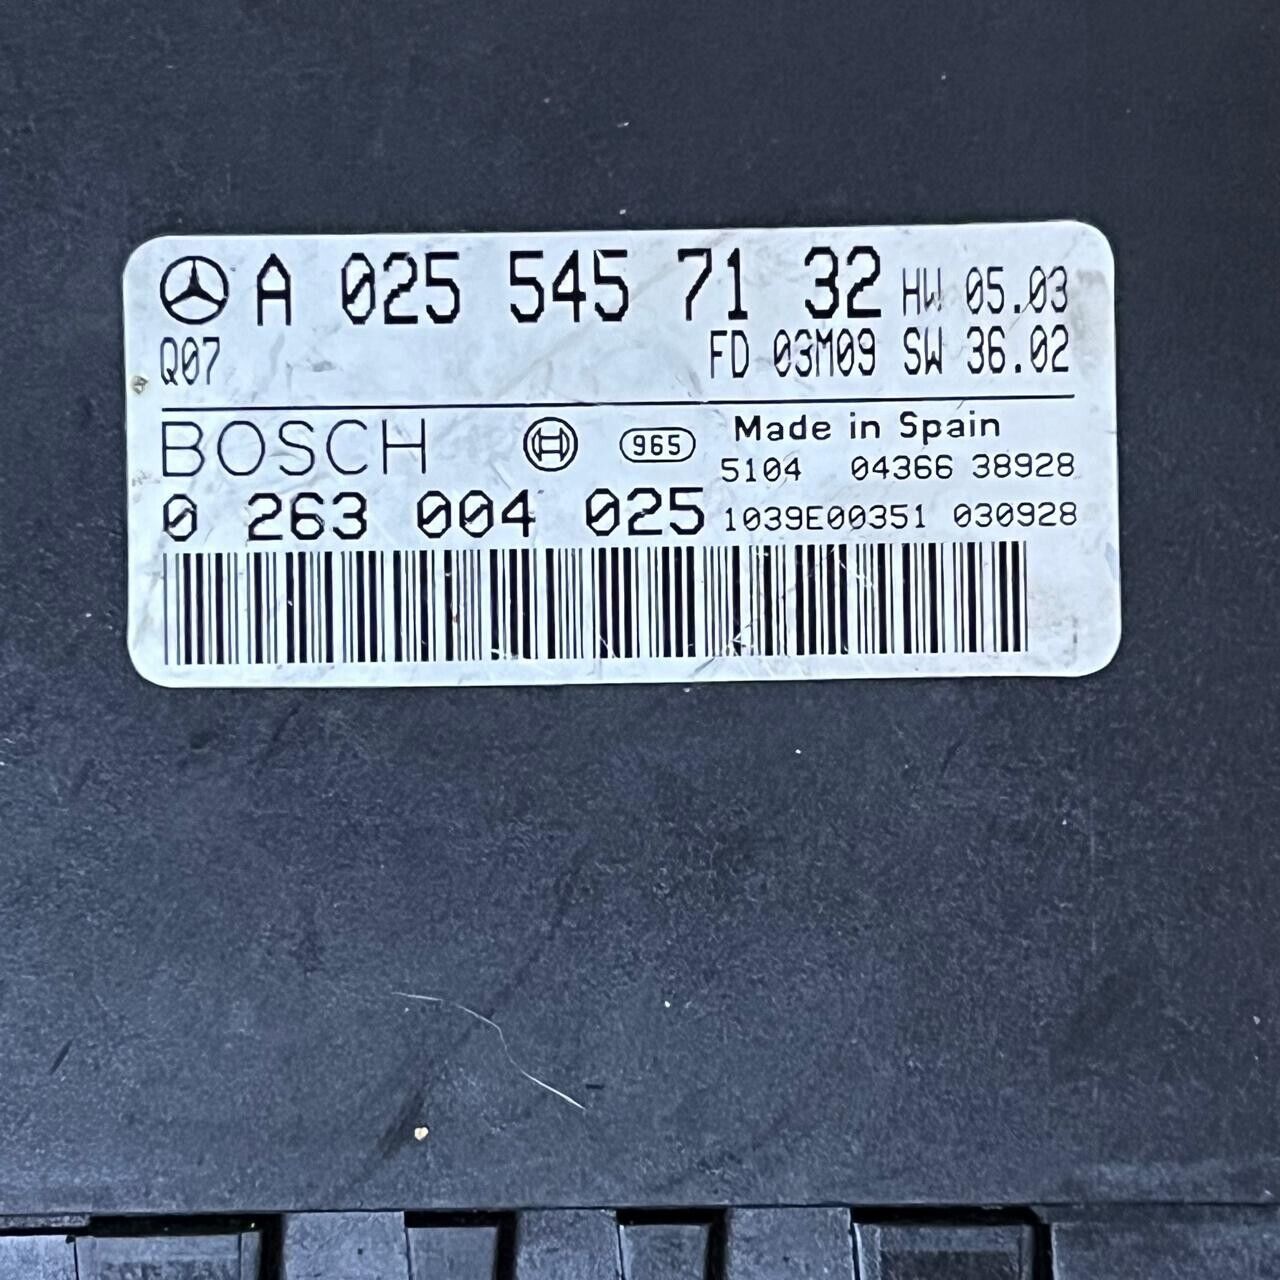 A 025 545 71 32 HW 05.03
Q07 FD 03M09 SW 36.02
BOSCH 965 Made in Spain
5104 04366 38928
0 263 004 025 1039E00351 030928